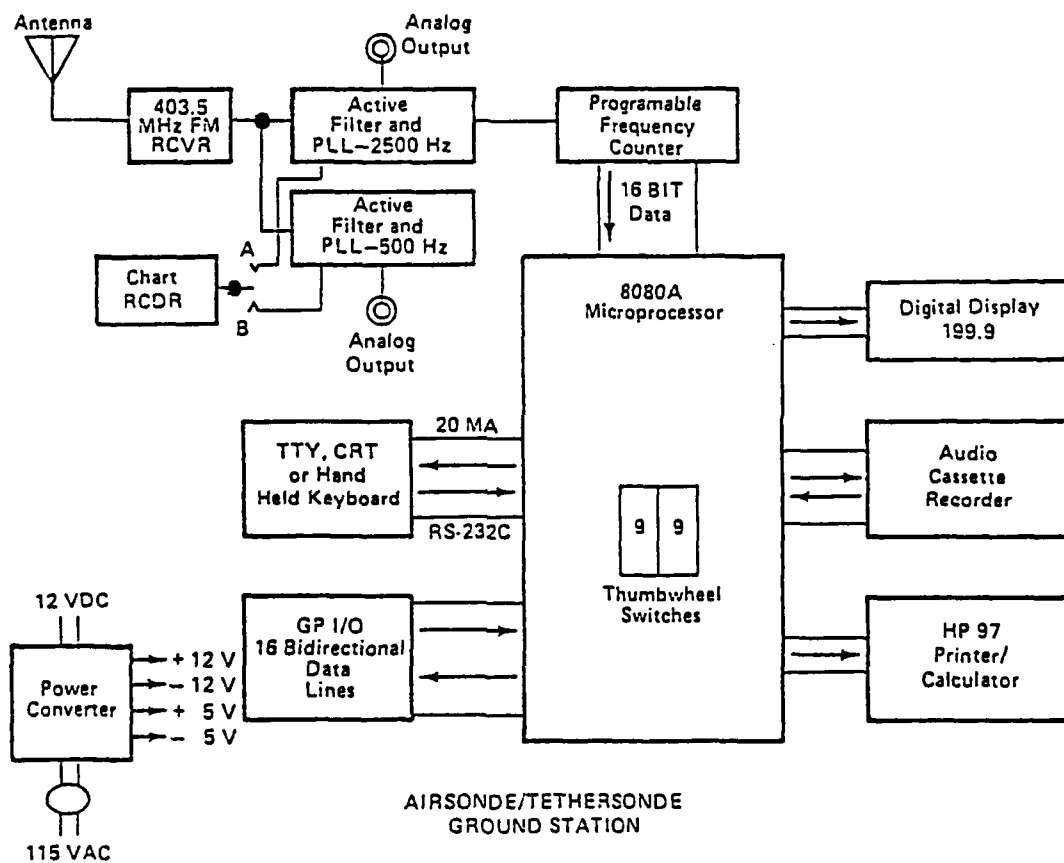 Antenna
Analog
Output
403.5
MHz FM
RCVR
Active
Filter and
PLL—2500 Hz
Programable
Frequency
Counter
16 BIT
Data
Active
Filter and
PLL—500 Hz
A
B
Chart
RCDR
Analog
Output
8080A
Microprocessor
Digital Display
199.9
20 MA
TTY, CRT
or Hand
Held Keyboard
RS-232C
Audio
Cassette
Recorder
9 9
Thumbwheel
Switches
12 VDC
GP I/O
16 Bidirectional
Data
Lines
HP 97
Printer/
Calculator
Power
Converter
+ 12 V
− 12 V
+ 5 V
− 5 V
115 VAC
AIRSONDE/TETHERSONDE
GROUND STATION